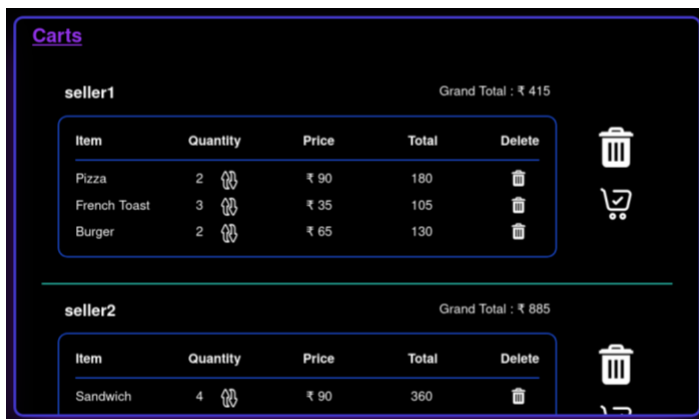 Carts
seller1 Grand Total : ₹ 415
Item Quantity Price Total Delete
Pizza 2 ₹ 90 180
French Toast 3 ₹ 35 105
Burger 2 ₹ 65 130
seller2 Grand Total : ₹ 885
Item Quantity Price Total Delete
Sandwich 4 ₹ 90 360